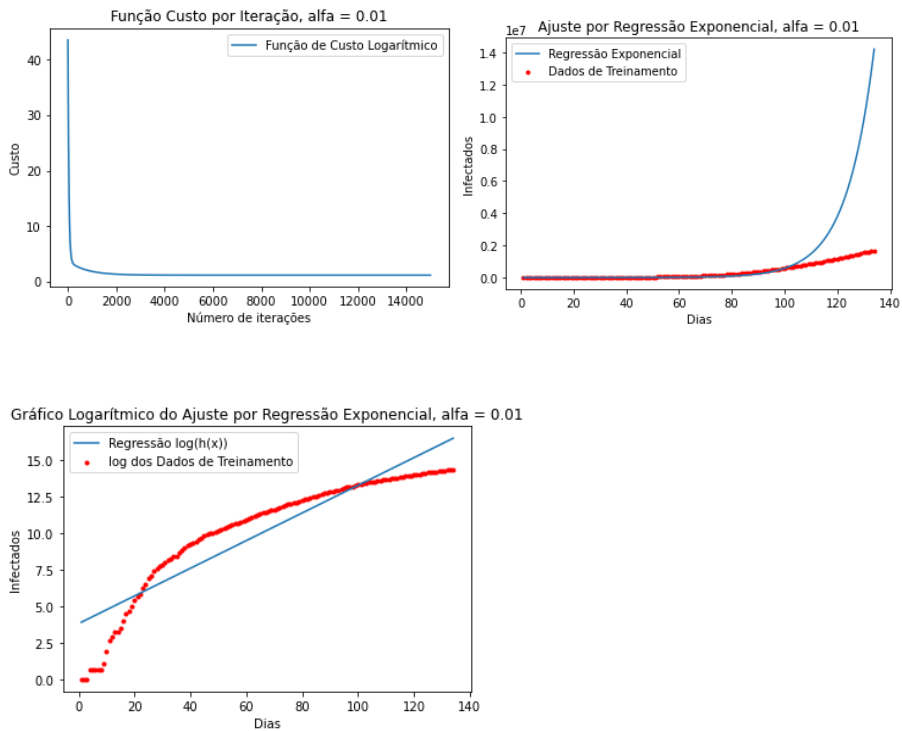 Função Custo por Iteração, alfa = 0.01
Função de Custo Logarítmico
Custo
40
30
20
10
0
0 2000 4000 6000 8000 10000 12000 14000
Número de iterações
Ajuste por Regressão Exponencial, alfa = 0.01
1e7
Regressão Exponencial
Dados de Treinamento
Infectados
1.4
1.2
1.0
0.8
0.6
0.4
0.2
0.0
0 20 40 60 80 100 120 140
Dias
Gráfico Logarítmico do Ajuste por Regressão Exponencial, alfa = 0.01
Regressão log(h(x))
log dos Dados de Treinamento
Infectados
15.0
12.5
10.0
7.5
5.0
2.5
0.0
0 20 40 60 80 100 120 140
Dias